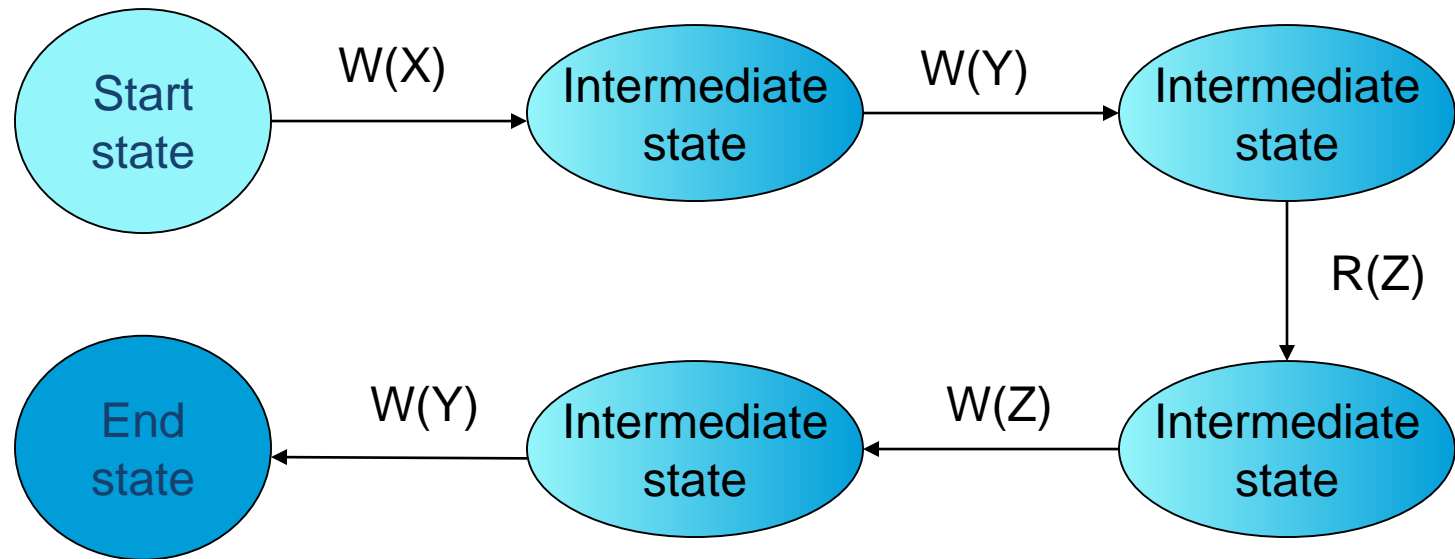 Start
state
W(X)
Intermediate
state
W(Y)
Intermediate
state
R(Z)
Intermediate
state
W(Z)
Intermediate
state
W(Y)
End
state